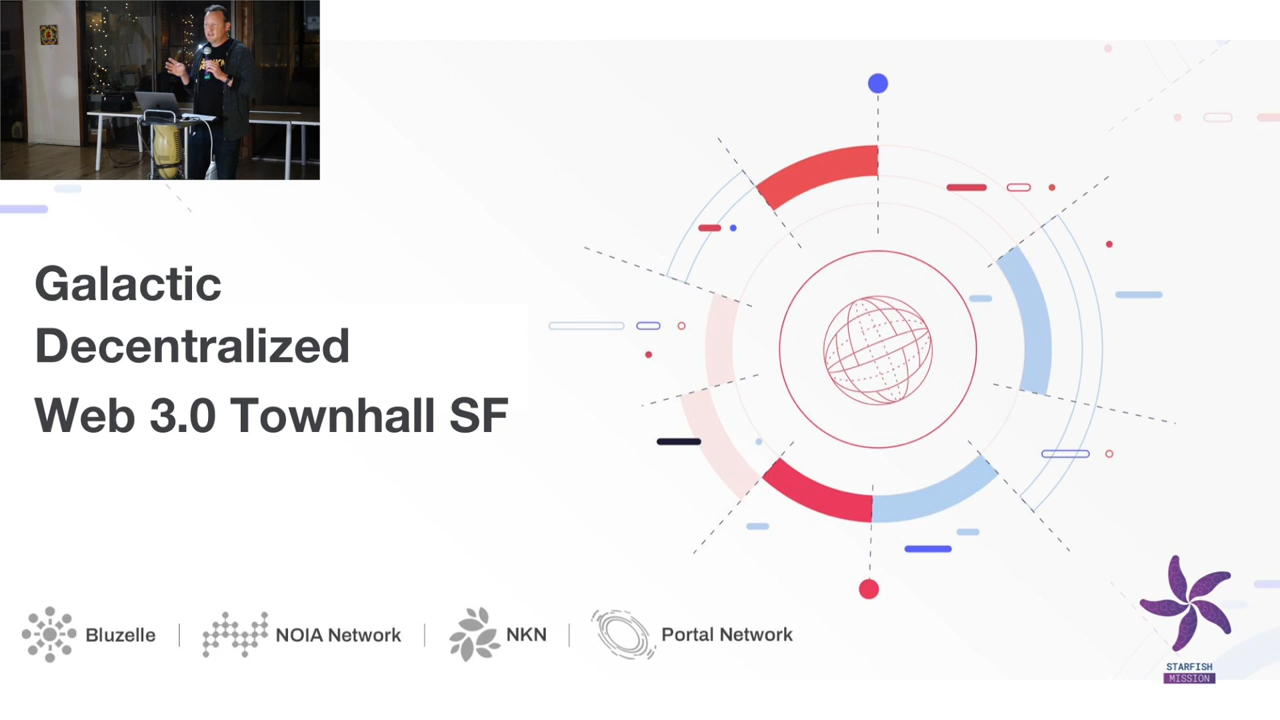 Galactic
Decentralized
Web 3.0 Townhall SF
Bluzelle
NOIA Network
NKN
Portal Network
STARFISH
MISSION